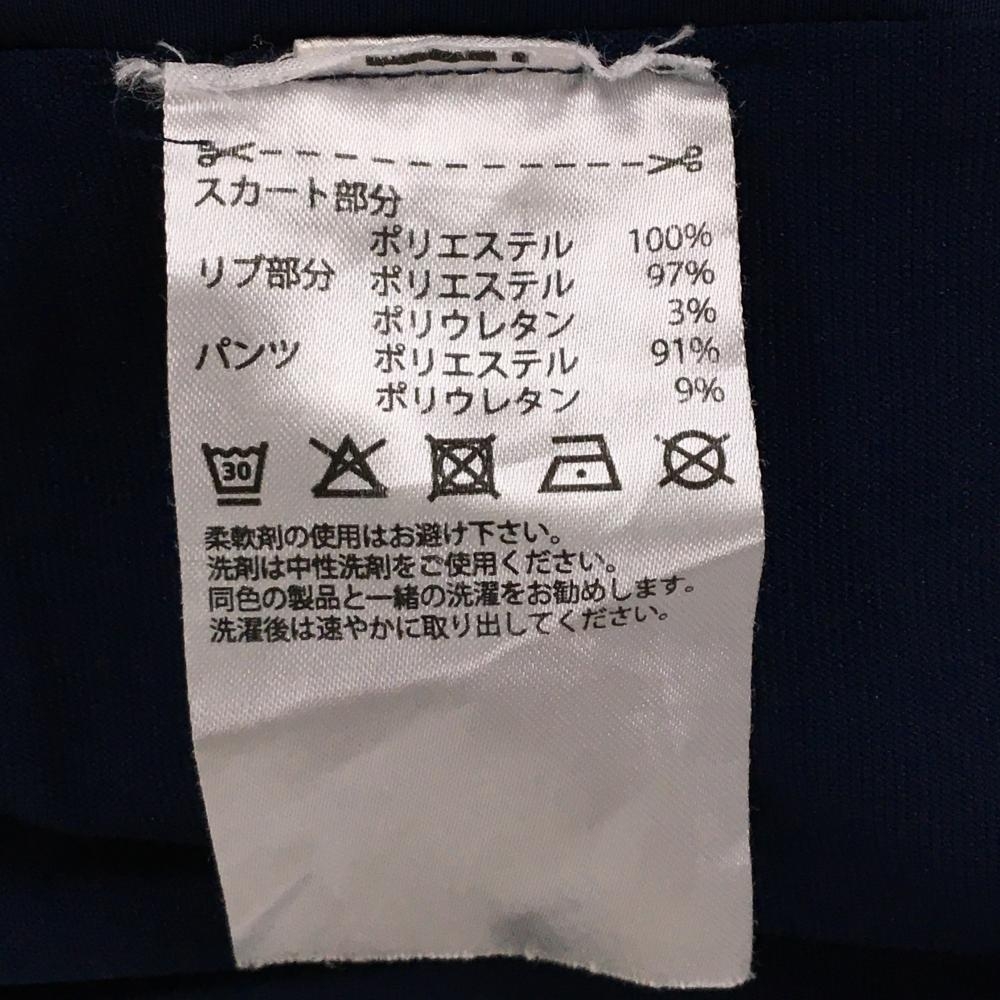 スカート部分
ポリエステル 100%
リブ部分 ポリエステル 97%
ポリウレタン 3%
パンツ ポリエステル 91%
ポリウレタン 9%
30
柔軟剤の使用はお避け下さい。
洗剤は中性洗剤をご使用ください。
同色の製品と一緒の洗濯をお勧めします。
洗濯後は速やかに取り出してください。